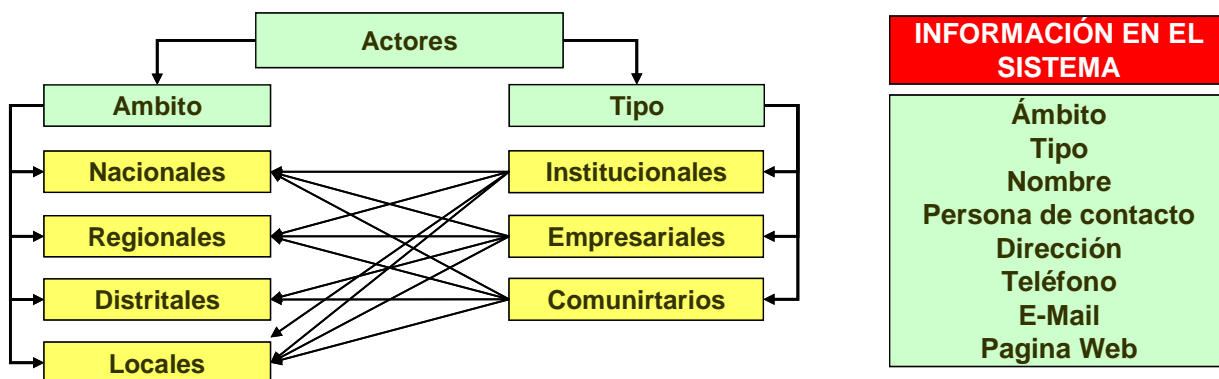 Actores
Ambito
Tipo
Nacionales
Institucionales
Regionales
Empresariales
Distritales
Comunirtarios
Locales
INFORMACIÓN EN EL
SISTEMA
Ámbito
Tipo
Nombre
Persona de contacto
Dirección
Teléfono
E-Mail
Pagina Web